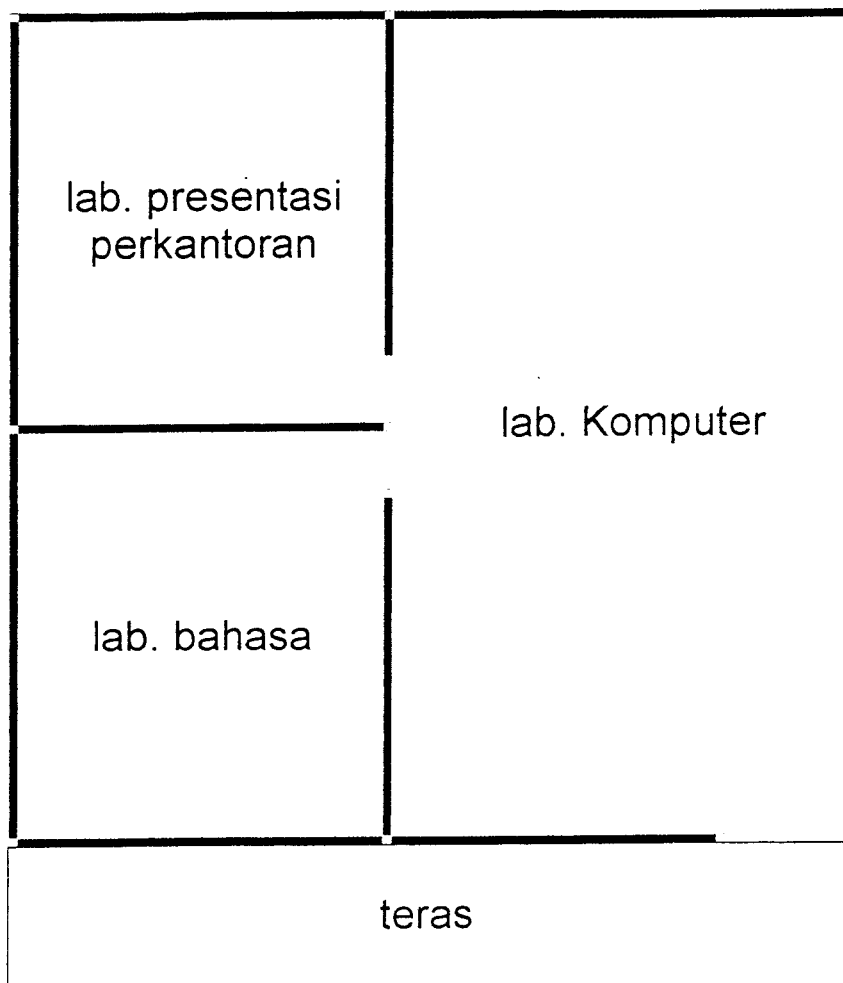 lab. presentasi
perkantoran
lab. Komputer
lab. bahasa
teras